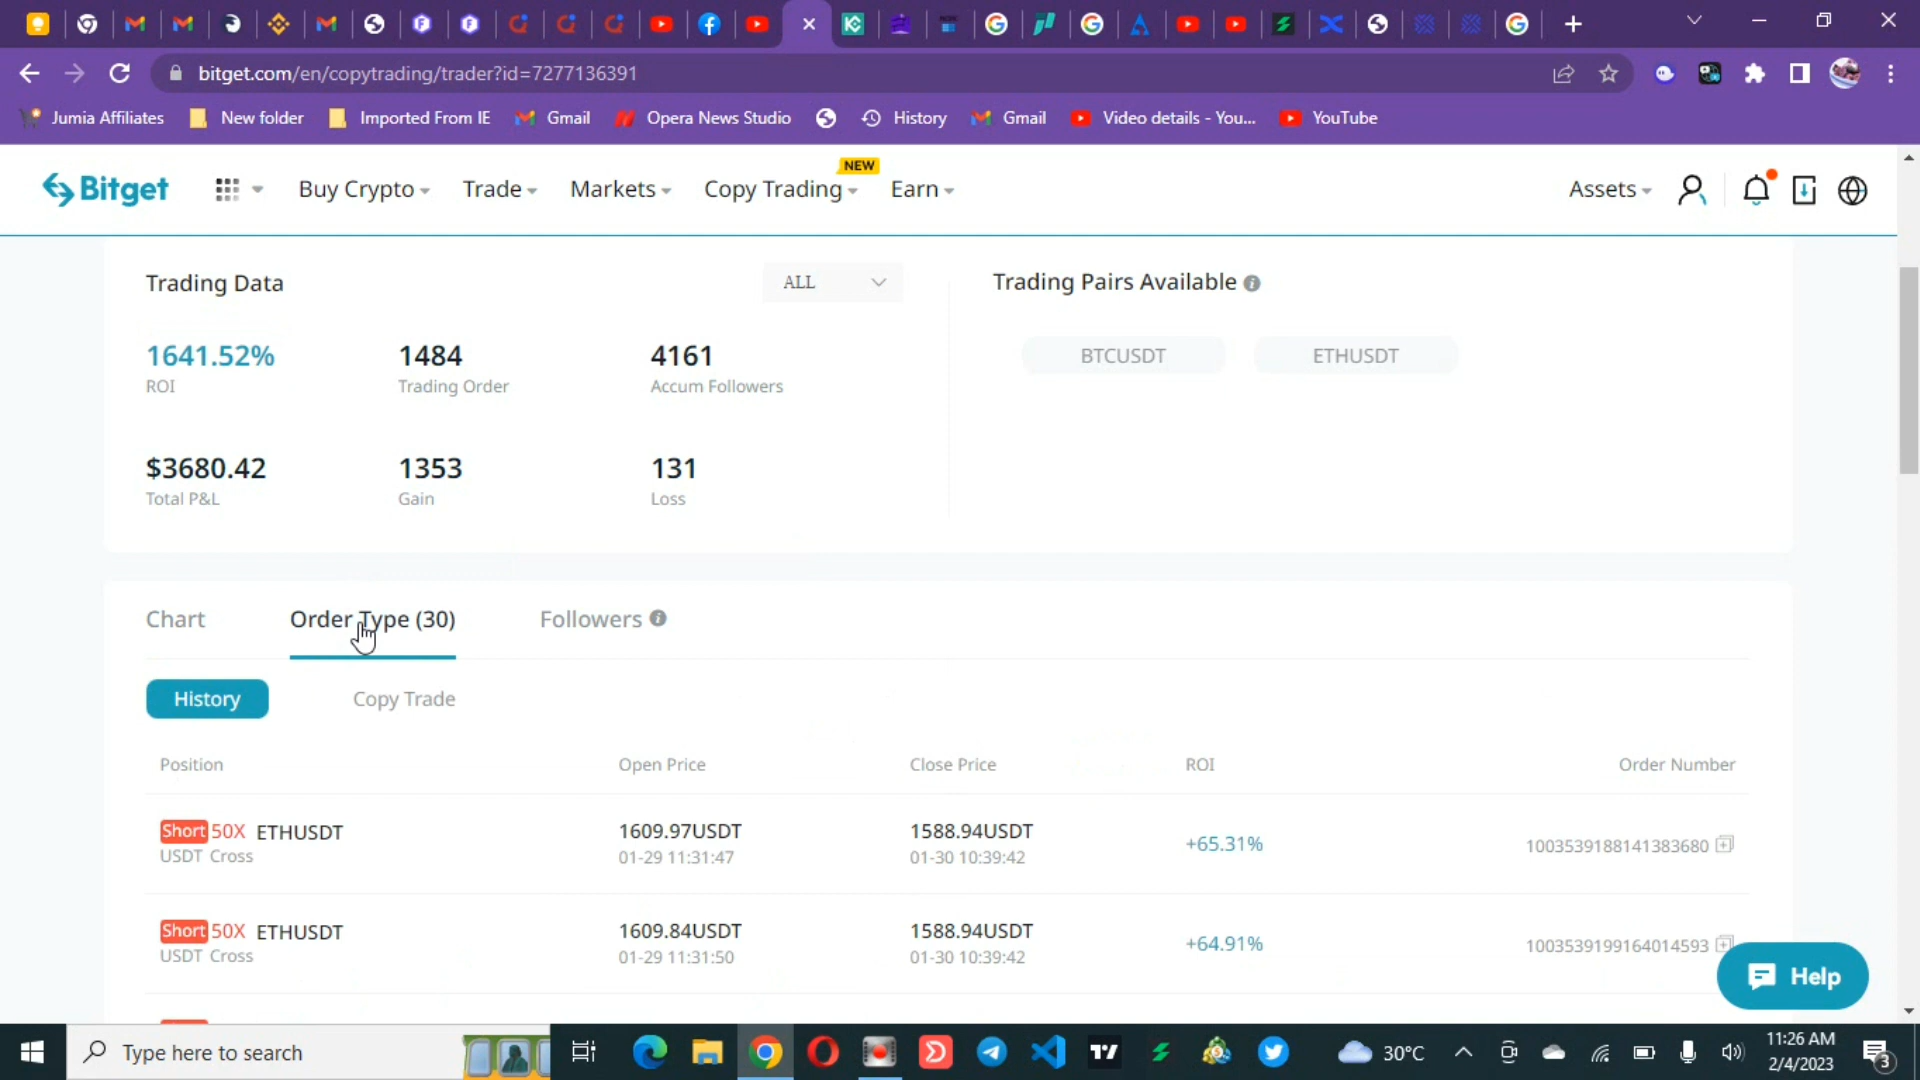 bitget.com/en/copytrading/trader?id=7277136391
Jumia Affiliates New folder Imported From IE Gmail Opera News Studio History Gmail Video details - You... YouTube
NEW
Bitget Buy Crypto Trade Markets Copy Trading Earn Assets
Trading Data ALL Trading Pairs Available
1641.52% 1484 4161 BTCUSDT ETHUSDT
ROI Trading Order Accum Followers
$3680.42 1353 131
Total P&L Gain Loss
Chart Order Type (30) Followers
History Copy Trade
Position Open Price Close Price ROI Order Number
Short 50X ETHUSDT 1609.97USDT 1588.94USDT +65.31% 1003539188141383680
USDT Cross 01-29 11:31:47 01-30 10:39:42
Short 50X ETHUSDT 1609.84USDT 1588.94USDT +64.91% 1003539199164014593
USDT Cross 01-29 11:31:50 01-30 10:39:42
Help
Type here to search 30°C 11:26 AM
2/4/2023 3